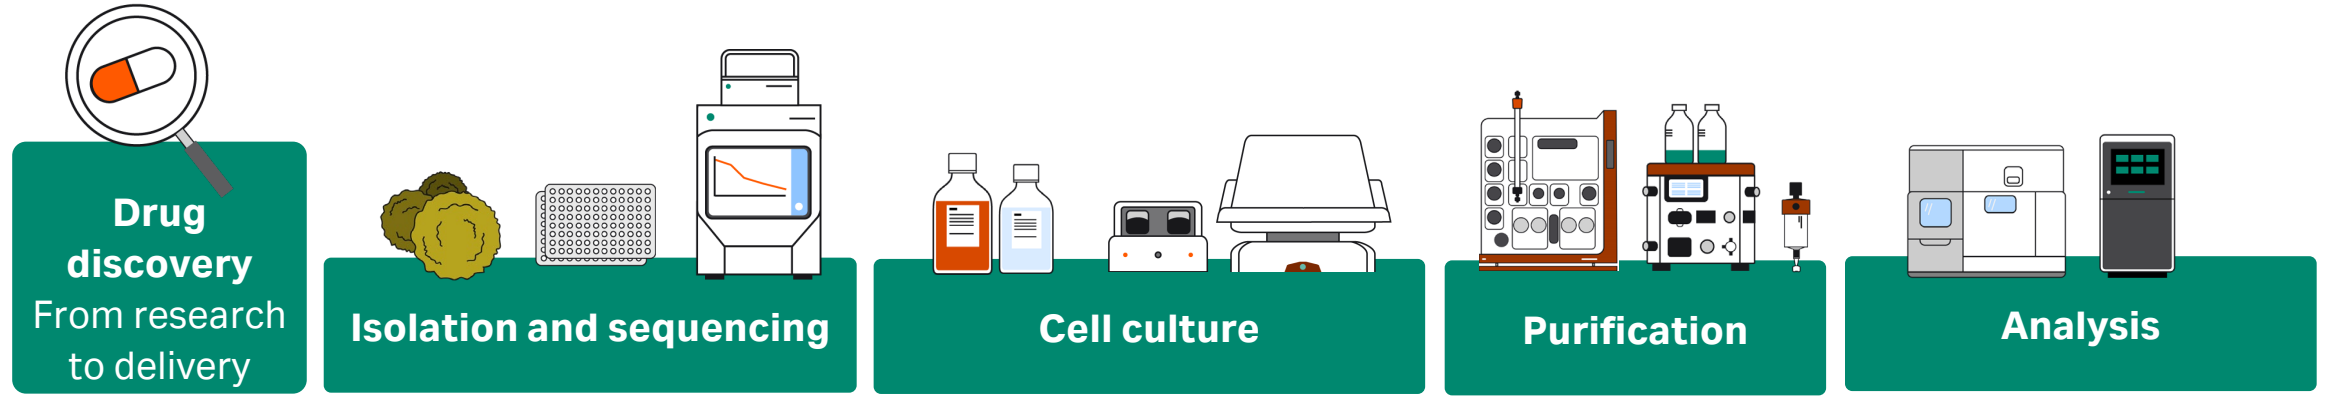 Drug
discovery
From research
to delivery
Isolation and sequencing
Cell culture
Purification
Analysis